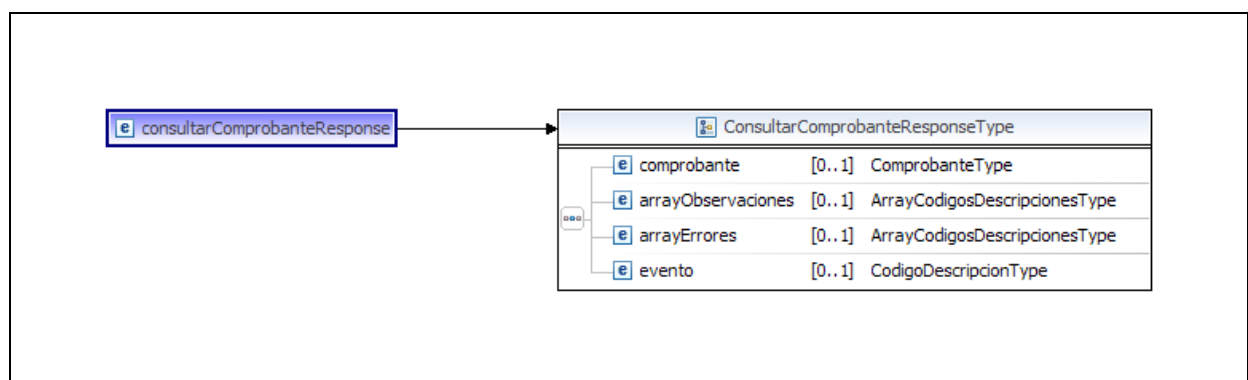 consultarComprobanteResponse
ConsultarComprobanteResponseType
e comprobante [0..1] ComprobanteType
e arrayObservaciones [0..1] ArrayCodigosDescripcionesType
e arrayErrores [0..1] ArrayCodigosDescripcionesType
e evento [0..1] CodigoDescripcionType